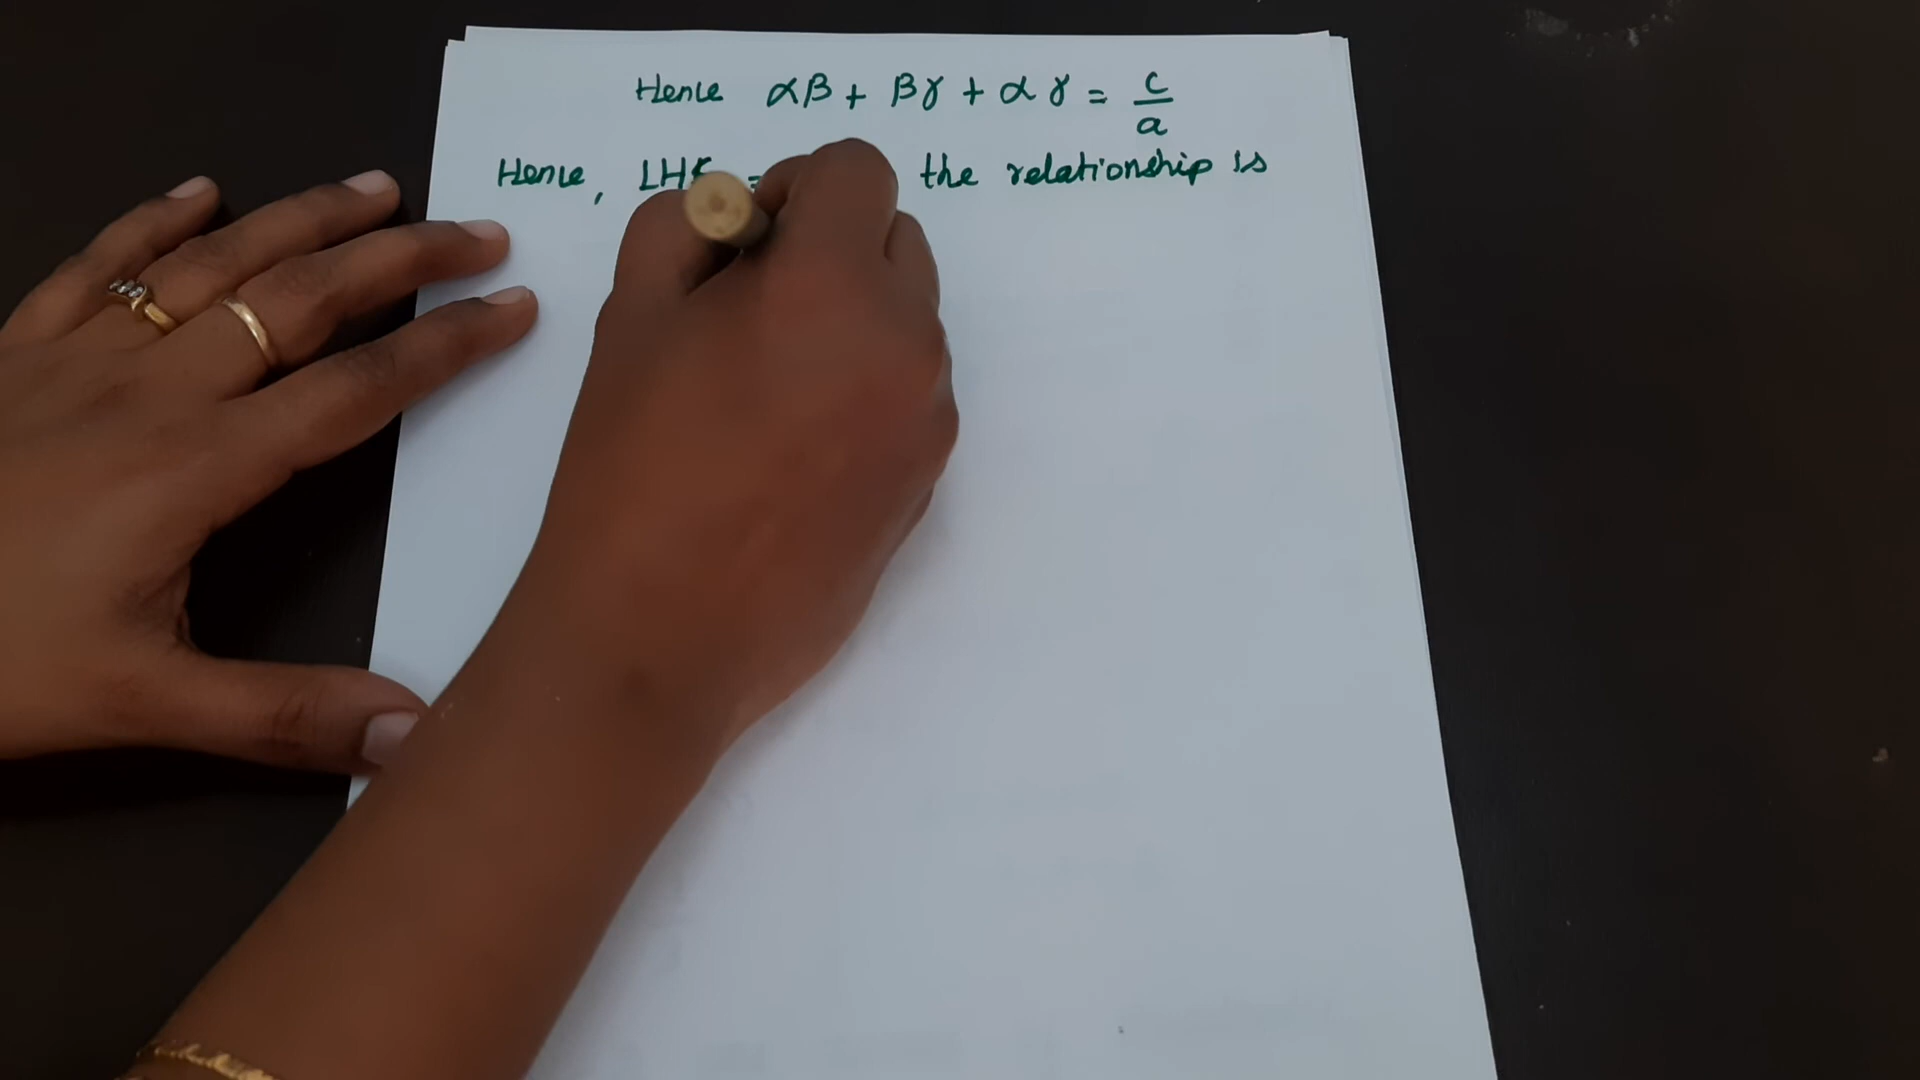 Hence αβ + βγ + αγ = c/a
Hence, LHS = the relationship is